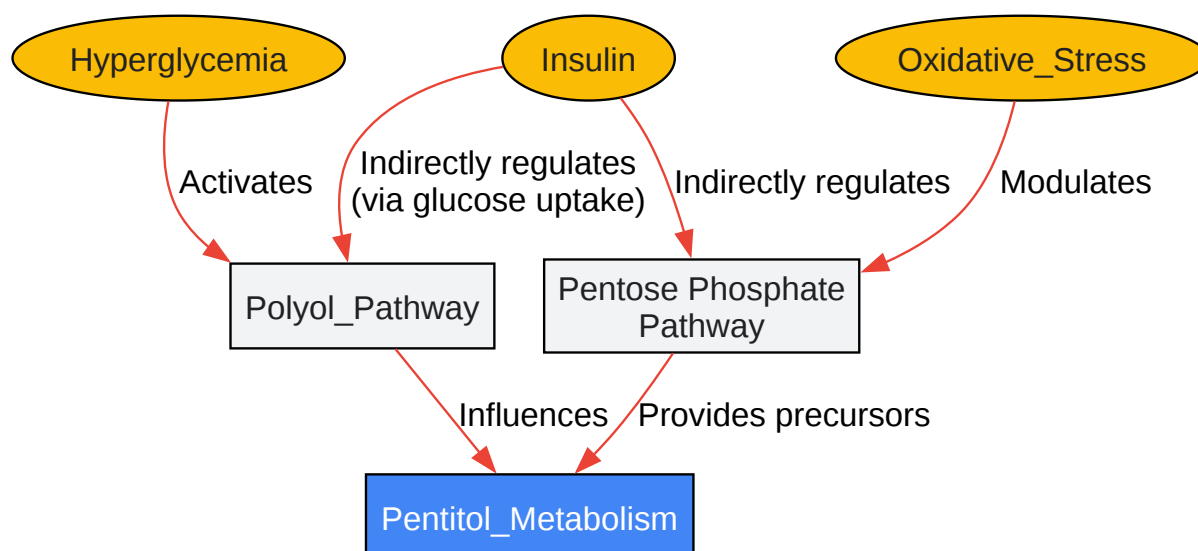 Hyperglycemia
Insulin
Oxidative_Stress
Activates
Indirectly regulates
(via glucose uptake)
Indirectly regulates
Modulates
Polyol_Pathway
Pentose Phosphate
Pathway
Influences
Provides precursors
Pentitol_Metabolism